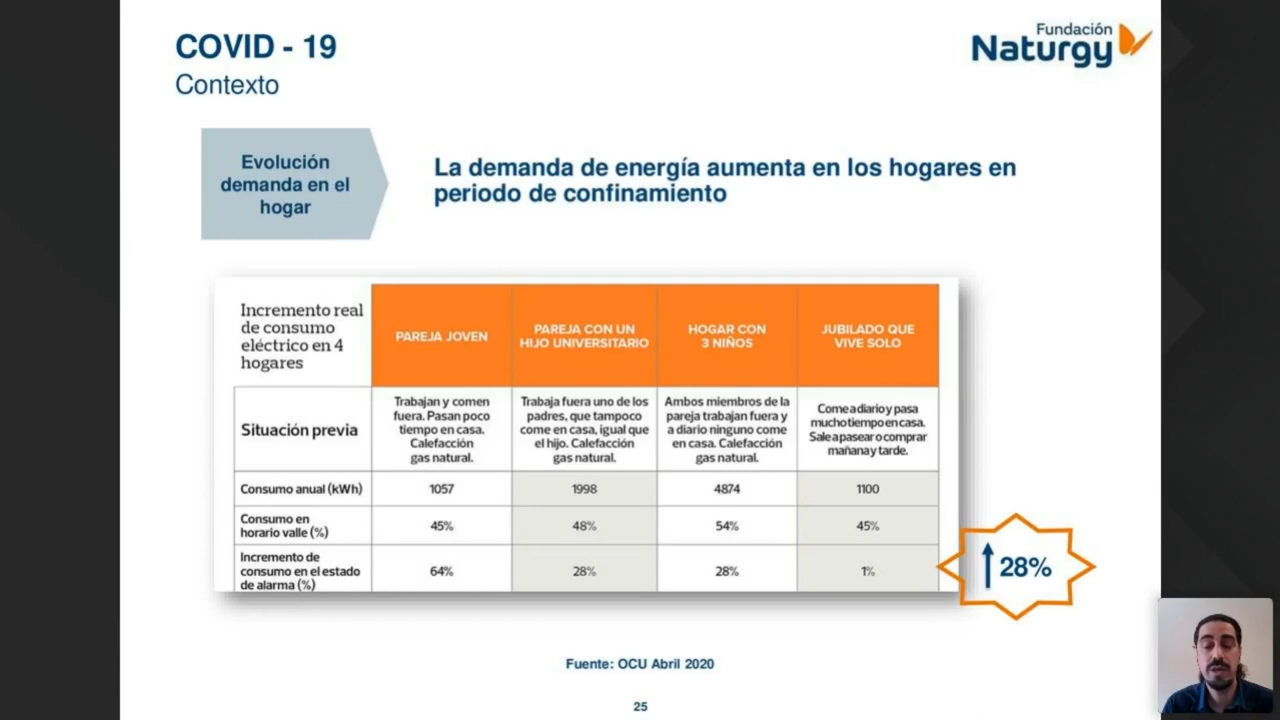 COVID - 19
Contexto
Fundación
Naturgy
Evolución
demanda en el
hogar
La demanda de energía aumenta en los hogares en
periodo de confinamiento
Incremento real
de consumo
eléctrico en 4
hogares
PAREJA JOVEN
PAREJA CON UN
HIJO UNIVERSITARIO
HOGAR CON
3 NIÑOS
JUBILADO QUE
VIVE SOLO
Situación previa
Trabajan y comen
fuera. Pasan poco
tiempo en casa.
Calefacción
gas natural.
Trabaja fuera uno de los
padres, que tampoco
come en casa, igual que
el hijo. Calefacción
gas natural.
Ambos miembros de la
pareja trabajan fuera y
a diario ninguno come
en casa. Calefacción
gas natural.
Come a diario y pasa
mucho tiempo en casa.
Sale a pasear o comprar
mañana y tarde.
Consumo anual (kWh)
1057
1998
4874
1100
Consumo en
horario valle (%)
45%
48%
54%
45%
Incremento de
consumo en el estado
de alarma (%)
64%
28%
28%
1%
28%
Fuente: OCU Abril 2020
25